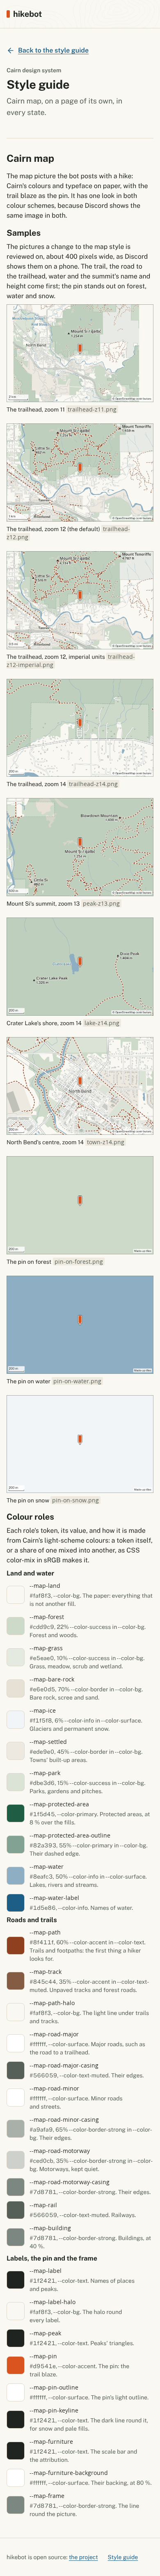 hikebot
← Back to the style guide
Cairn design system
Style guide
Cairn map, on a page of its own, in
every state.
Cairn map
The map picture the bot posts with a hike:
Cairn's colours and typeface on paper, with the
trail blaze as the pin. It has one look in both
colour schemes, because Discord shows the
same image in both.
Samples
The pictures a change to the map style is
reviewed on, about 400 pixels wide, as Discord
shows them on a phone. The trail, the road to
the trailhead, water and the summit's name and
height come first; the pin stands out on forest,
water and snow.
North Bend
The trailhead, zoom 11 trailhead-z11.png
The trailhead, zoom 12 (the default) trailhead-
z12.png
The trailhead, zoom 12, imperial units trailhead-
z12-imperial.png
The trailhead, zoom 14 trailhead-z14.png
Mount Si's summit, zoom 13 peak-z13.png
Crater Lake Peak
Crater Lake's shore, zoom 14 lake-z14.png
North Bend
North Bend's centre, zoom 14 town-z14.png
The pin on forest pin-on-forest.png
The pin on water pin-on-water.png
The pin on snow pin-on-snow.png
Colour roles
Each role's token, its value, and how it is made
from Cairn's light-scheme colours: a token itself,
or a share of one mixed into another, as CSS
color-mix in sRGB makes it.
Land and water
--map-land
#faf8f3, --color-bg. The paper: everything that
is not another fill.
--map-forest
#cdd9c9, 22% --color-success in --color-bg.
Forest and woods.
--map-grass
#e5eae0, 10% --color-success in --color-bg.
Grass, meadow, scrub and wetland.
--map-bare-rock
#e6e0d5, 70% --color-border in --color-bg.
Bare rock, scree and sand.
--map-ice
#f1f5f8, 6% --color-info in --color-surface.
Glaciers and permanent snow.
--map-settled
#ede9e0, 45% --color-border in --color-bg.
Towns' built-up areas.
--map-park
#dbe3d6, 15% --color-success in --color-bg.
Parks, gardens and pitches.
--map-protected-area
#1f5d45, --color-primary. Protected areas, at
8 % over the fills.
--map-protected-area-outline
#82a393, 55% --color-primary in --color-bg.
Their dashed edge.
--map-water
#8eafc3, 50% --color-info in --color-bg.
Lakes, rivers and streams.
--map-water-label
#1d5e86, --color-info. Names of water.
Roads and trails
--map-path
#8f411f, 60% --color-accent in --color-text.
Trails and footpaths: the first thing a hiker
looks for.
--map-track
#845c44, 35% --color-accent in --color-text-
muted. Unpaved tracks and forest roads.
--map-path-halo
#faf8f3, --color-bg. The light line under trails
and tracks.
--map-road-major
#ffffff, --color-surface. Major roads, such as
the road to a trailhead.
--map-road-major-casing
#566059, --color-text-muted. Their edges.
--map-road-minor
#ffffff, --color-surface. Minor roads
and streets.
--map-road-minor-casing
#a9afa9, 65% --color-border-strong in --color-
bg. Their edges.
--map-road-motorway
#ced0cb, 35% --color-border-strong in --color-
bg. Motorways, kept quiet.
--map-road-motorway-casing
#7d8781, --color-border-strong. Their edges.
--map-rail
#566059, --color-text-muted. Railways.
--map-building
#7d8781, --color-border-strong. Buildings, at
40 %.
Labels, the pin and the frame
--map-label
#1f2421, --color-text. Names of places
and peaks.
--map-label-halo
#faf8f3, --color-bg. The halo round
every label.
--map-peak
#1f2421, --color-text. Peaks' triangles.
--map-pin
#d9541e, --color-accent. The pin: the
trail blaze.
--map-pin-outline
#ffffff, --color-surface. The pin's light outline.
--map-pin-keyline
#1f2421, --color-text. The dark line round it,
for snow and pale fills.
--map-furniture
#1f2421, --color-text. The scale bar and
the attribution.
--map-furniture-background
#ffffff, --color-surface. Their backing, at 80 %.
--map-frame
#7d8781, --color-border-strong. The line
round the picture.
hikebot is open source: the project Style guide